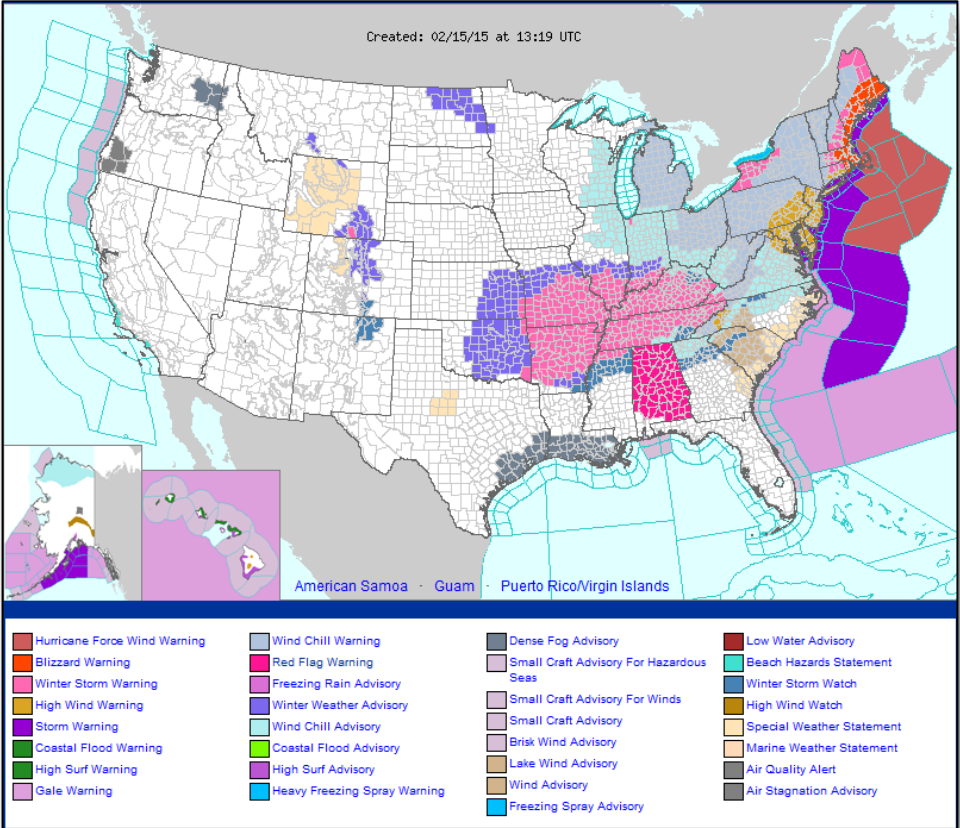 Created: 02/15/15 at 13:19 UTC
American Samoa - Guam - Puerto Rico/Virgin Islands
Hurricane Force Wind Warning
Blizzard Warning
Winter Storm Warning
High Wind Warning
Storm Warning
Coastal Flood Warning
High Surf Warning
Gale Warning
Wind Chill Warning
Red Flag Warning
Freezing Rain Advisory
Winter Weather Advisory
Wind Chill Advisory
Coastal Flood Advisory
High Surf Advisory
Heavy Freezing Spray Warning
Dense Fog Advisory
Small Craft Advisory For Hazardous
Seas
Small Craft Advisory For Winds
Small Craft Advisory
Brisk Wind Advisory
Lake Wind Advisory
Wind Advisory
Freezing Spray Advisory
Low Water Advisory
Beach Hazards Statement
Winter Storm Watch
High Wind Watch
Special Weather Statement
Marine Weather Statement
Air Quality Alert
Air Stagnation Advisory